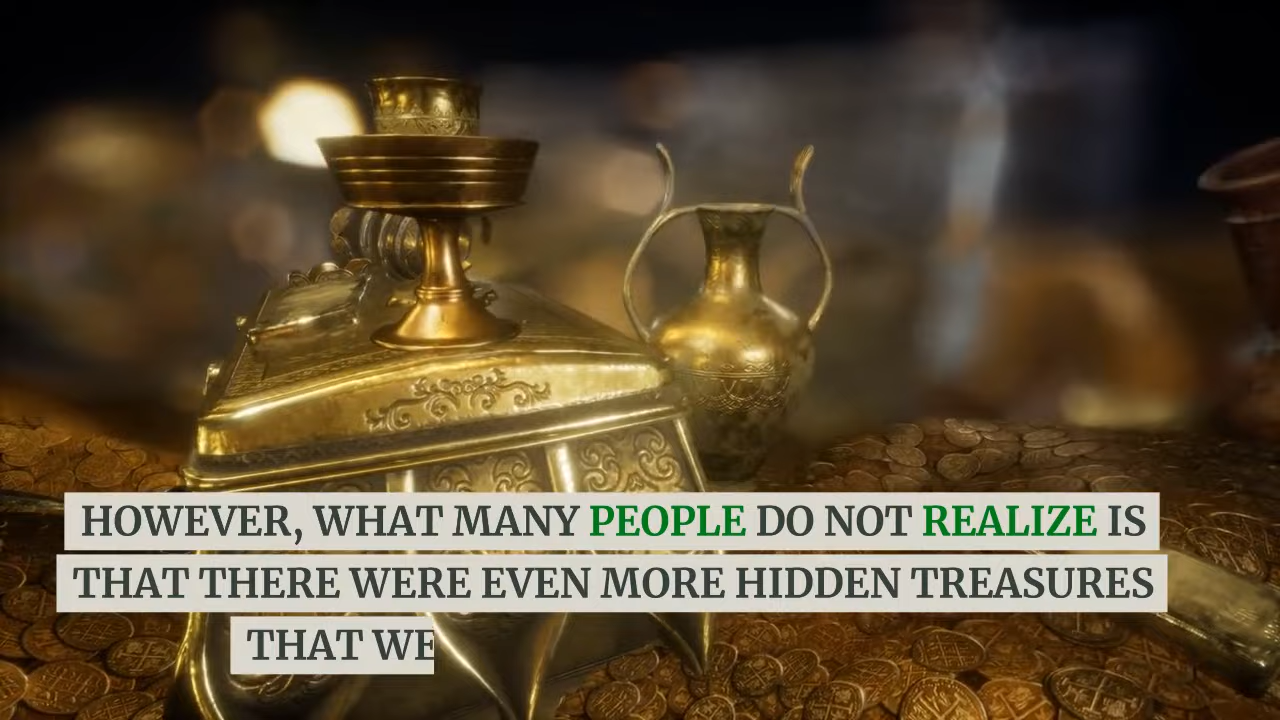 HOWEVER, WHAT MANY PEOPLE DO NOT REALIZE IS
THAT THERE WERE EVEN MORE HIDDEN TREASURES
THAT WE